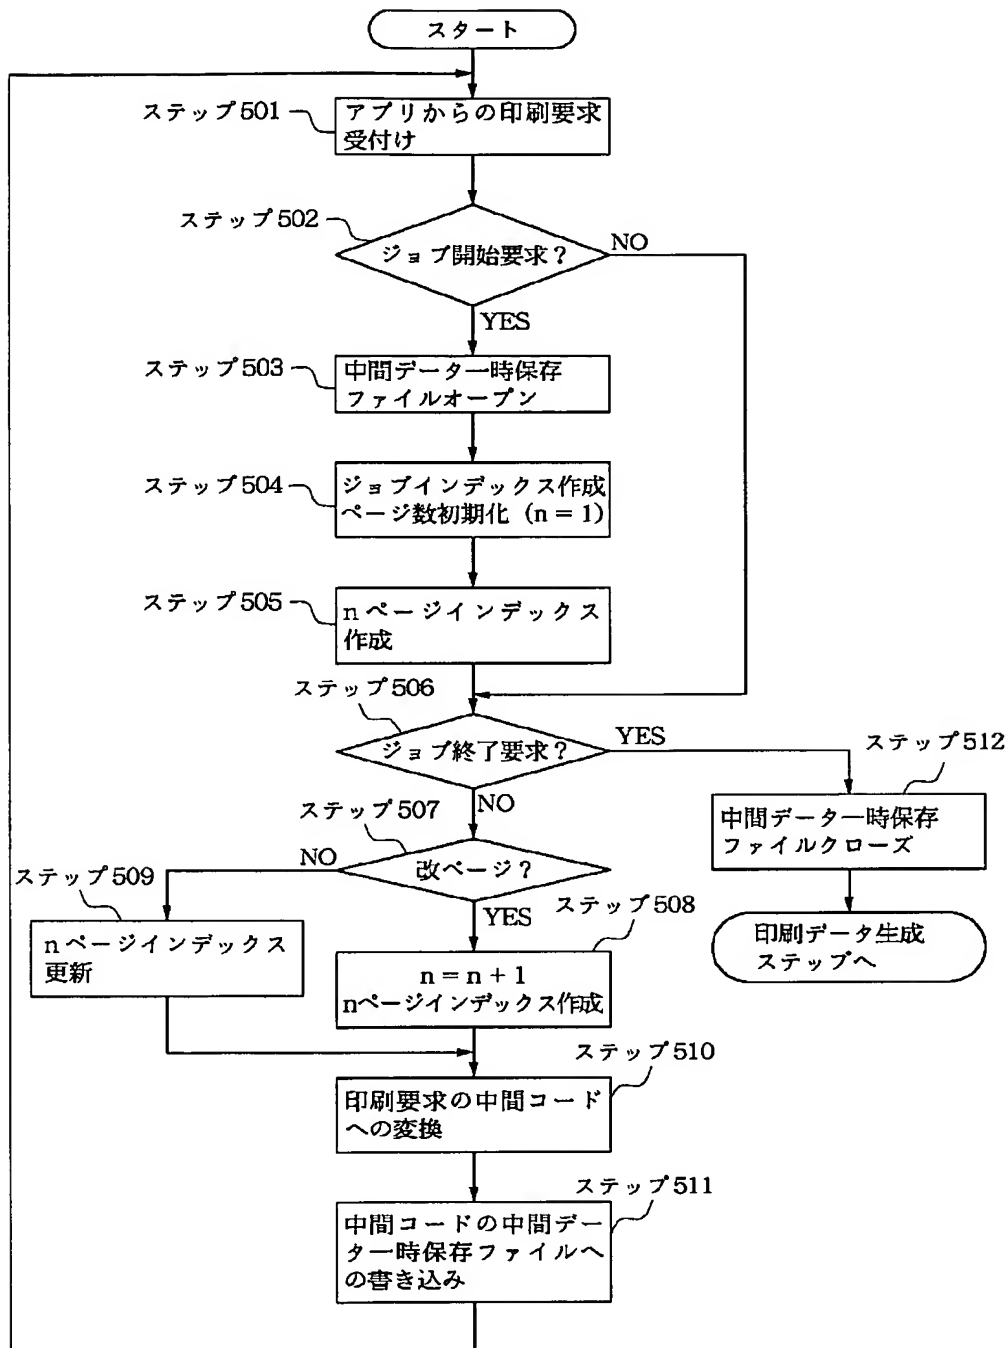 スタート
ステップ501
アプリからの印刷要求
受付け
ステップ502
ジョブ開始要求?
NO
YES
ステップ503
中間データ一時保存
ファイルオープン
ステップ504
ジョブインデックス作成
ページ数初期化 (n = 1)
ステップ505
nページインデックス
作成
ステップ506
ジョブ終了要求?
YES
NO
ステップ512
中間データ一時保存
ファイルクローズ
印刷データ生成
ステップへ
ステップ507
改ページ?
NO
YES
ステップ509
nページインデックス
更新
ステップ508
n = n + 1
nページインデックス作成
ステップ510
印刷要求の中間コード
への変換
ステップ511
中間コードの中間デー
タ一時保存ファイルへ
の書き込み